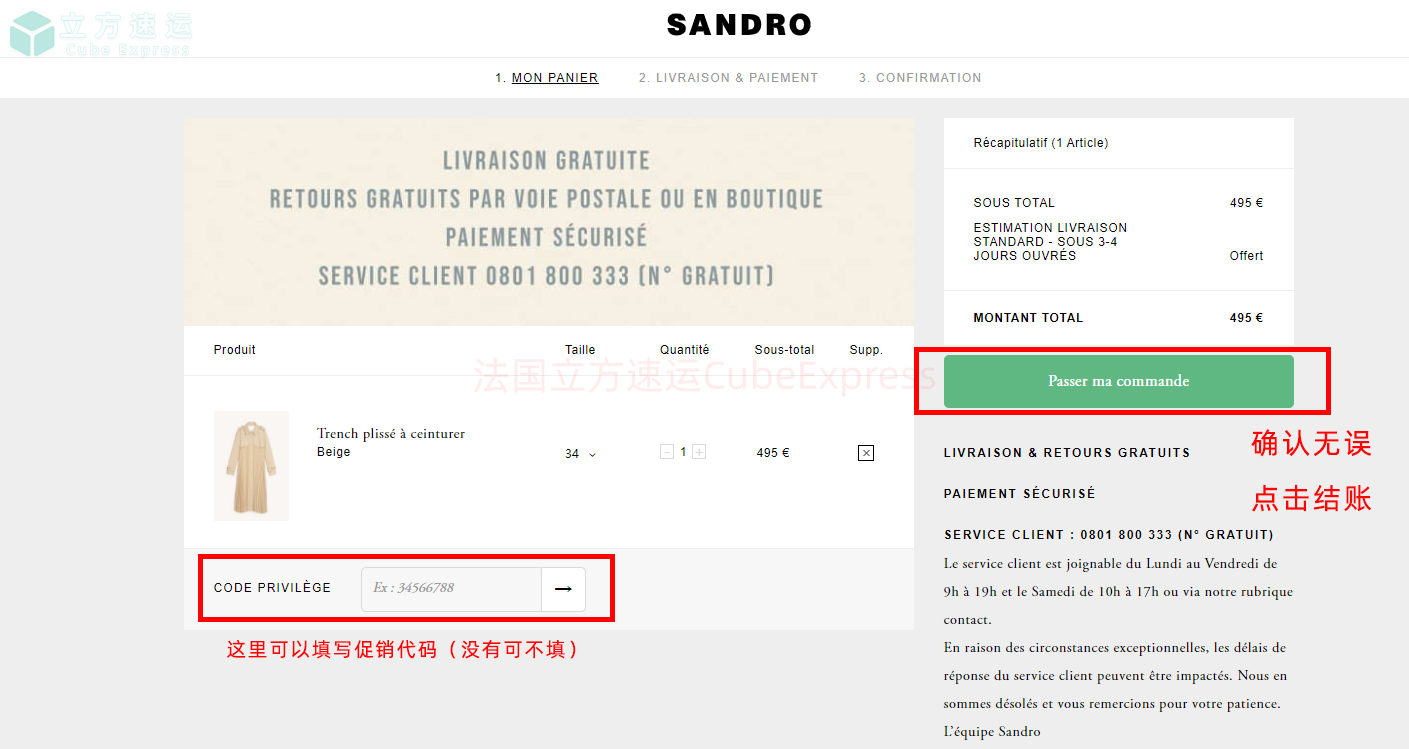 立方速运
Cube Express
SANDRO
1. MON PANIER
2. LIVRAISON & PAIEMENT
3. CONFIRMATION
LIVRAISON GRATUITE
RETOURS GRATUITS PAR VOIE POSTALE OU EN BOUTIQUE
PAIEMENT SÉCURISÉ
SERVICE CLIENT 0801 800 333 (N° GRATUIT)
Produit
Taille
Quantité
Sous-total
Supp.
法国立方速运CubeExpress
Trench plissé à ceinturer
Beige
34
1
495 €
CODE PRIVILÈGE
Ex : 34566788
这里可以填写促销代码（没有可不填）
Récapitulatif (1 Article)
SOUS TOTAL 495 €
ESTIMATION LIVRAISON
STANDARD - SOUS 3-4
JOURS OUVRÉS Offert
MONTANT TOTAL 495 €
Passer ma commande
确认无误
点击结账
LIVRAISON & RETOURS GRATUITS
PAIEMENT SÉCURISÉ
SERVICE CLIENT : 0801 800 333 (N° GRATUIT)
Le service client est joignable du Lundi au Vendredi de
9h à 19h et le Samedi de 10h à 17h ou via notre rubrique
contact.
En raison des circonstances exceptionnelles, les délais de
réponse du service client peuvent être impactés. Nous en
sommes désolés et vous remercions pour votre patience.
L'équipe Sandro